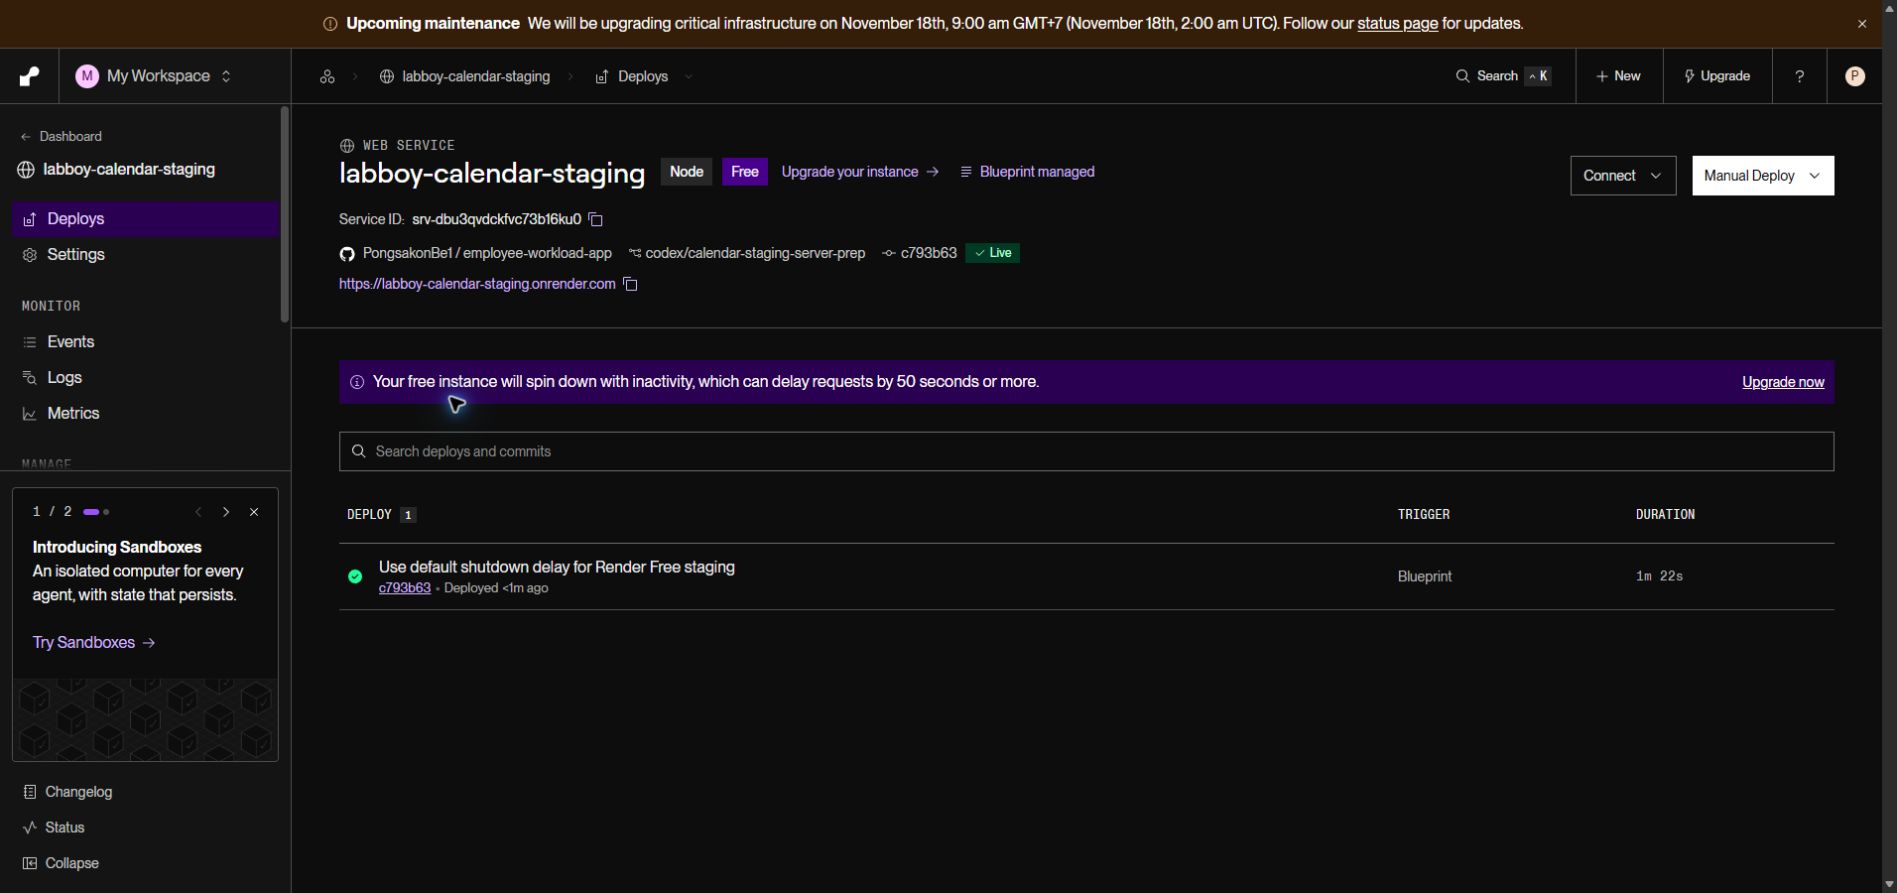 Upcoming maintenance We will be upgrading critical infrastructure on November 18th, 9:00 am GMT+7 (November 18th, 2:00 am UTC). Follow our status page for updates.
M My Workspace
labboy-calendar-staging
Deploys
Search ^ K
+ New
Upgrade
?
P
← Dashboard
labboy-calendar-staging
Deploys
Settings
MONITOR
Events
Logs
Metrics
MANAGE
1 / 2
Introducing Sandboxes
An isolated computer for every
agent, with state that persists.
Try Sandboxes →
Changelog
Status
Collapse
WEB SERVICE
labboy-calendar-staging Node Free Upgrade your instance → Blueprint managed
Connect
Manual Deploy
Service ID: srv-dbu3qvdckfvc73b16ku0
PongsakonBe1 / employee-workload-app codex/calendar-staging-server-prep c793b63 Live
https://labboy-calendar-staging.onrender.com
Your free instance will spin down with inactivity, which can delay requests by 50 seconds or more. Upgrade now
Search deploys and commits
DEPLOY 1 TRIGGER DURATION
Use default shutdown delay for Render Free staging
c793b63 • Deployed <1m ago
Blueprint
1m 22s